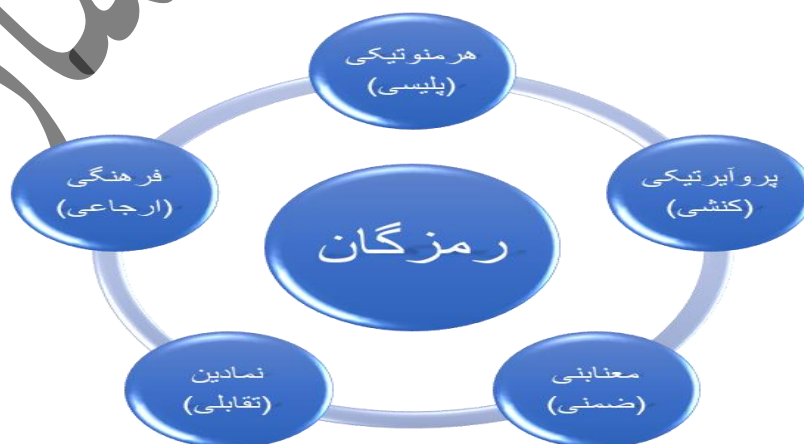 هرمنوتیکی
(پلیسی)
پروآیرتیکی
(کنشی)
معنابنی
(ضمنی)
نمادین
(تقابلی)
فرهنگی
(ارجاعی)
رمزگان